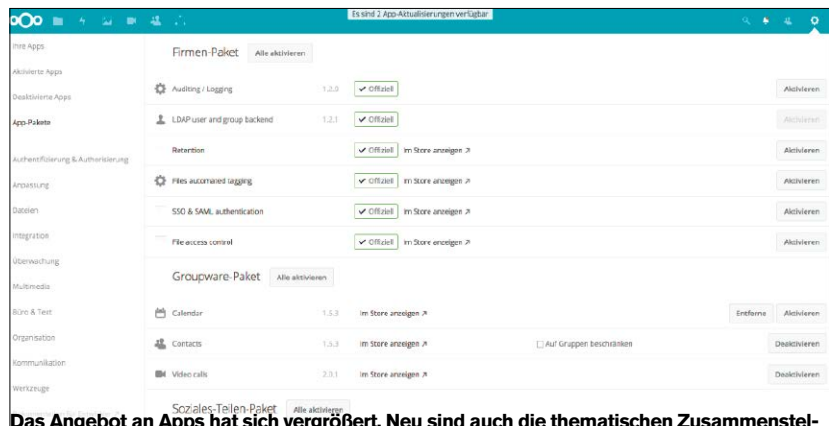 Es sind 2 App-Aktualisierungen verfügbar
Ihre Apps
Aktivierte Apps
Deaktivierte Apps
App-Pakete
Authentifizierung & Authorisierung
Anpassung
Dateien
Integration
Überwachung
Multimedia
Büro & Text
Organisation
Kommunikation
Werkzeuge
Firmen-Paket Alle aktivieren
Auditing / Logging 1.2.0 ✔ Offiziell Aktivieren
LDAP user and group backend 1.2.1 ✔ Offiziell Aktivieren
Retention ✔ Offiziell Im Store anzeigen ↗ Aktivieren
Files automated tagging ✔ Offiziell Im Store anzeigen ↗ Aktivieren
SSO & SAML authentication ✔ Offiziell Im Store anzeigen ↗ Aktivieren
File access control ✔ Offiziell Im Store anzeigen ↗ Aktivieren
Groupware-Paket Alle aktivieren
Calendar 1.5.3 Im Store anzeigen ↗ Entferne Aktivieren
Contacts 1.5.3 Im Store anzeigen ↗ Auf Gruppen beschränken Deaktivieren
Video calls 2.0.1 Im Store anzeigen ↗ Deaktivieren
Soziales-Teilen-Paket Alle aktivieren
Das Angebot an Apps hat sich vergrößert. Neu sind auch die thematischen Zusammenstel-